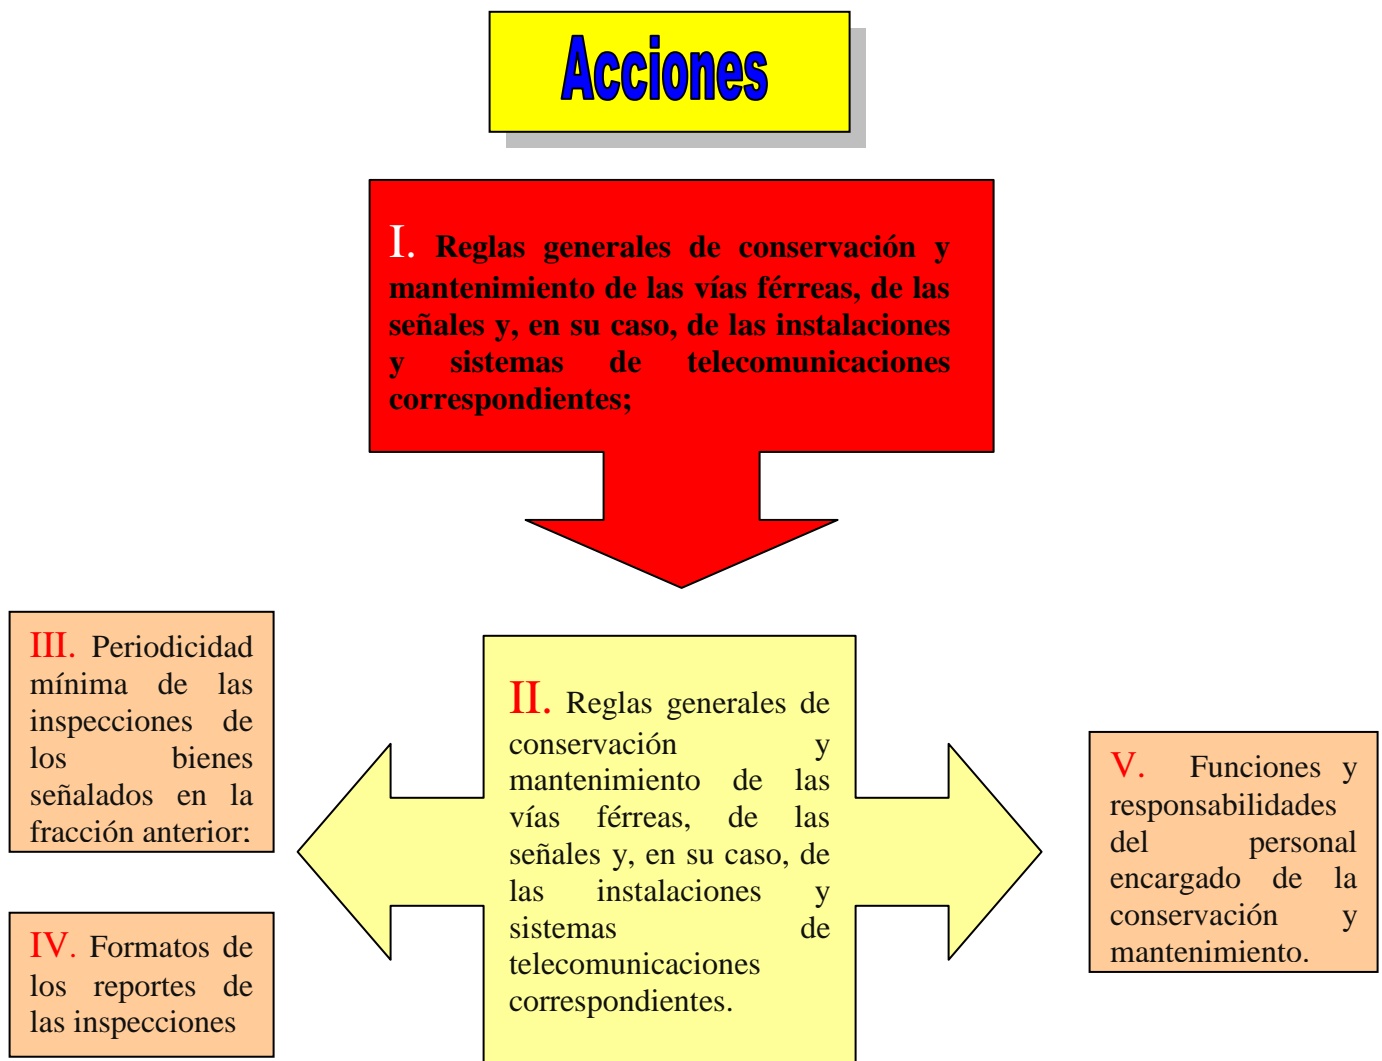 Acciones
I. Reglas generales de conservación y
mantenimiento de las vías férreas, de las
señales y, en su caso, de las instalaciones
y sistemas de telecomunicaciones
correspondientes;
III. Periodicidad
mínima de las
inspecciones de
los bienes
señalados en la
fracción anterior;
IV. Formatos de
los reportes de
las inspecciones
II. Reglas generales de
conservación y
mantenimiento de las
vías férreas, de las
señales y, en su caso, de
las instalaciones y
sistemas de
telecomunicaciones
correspondientes.
V. Funciones y
responsabilidades
del personal
encargado de la
conservación y
mantenimiento.